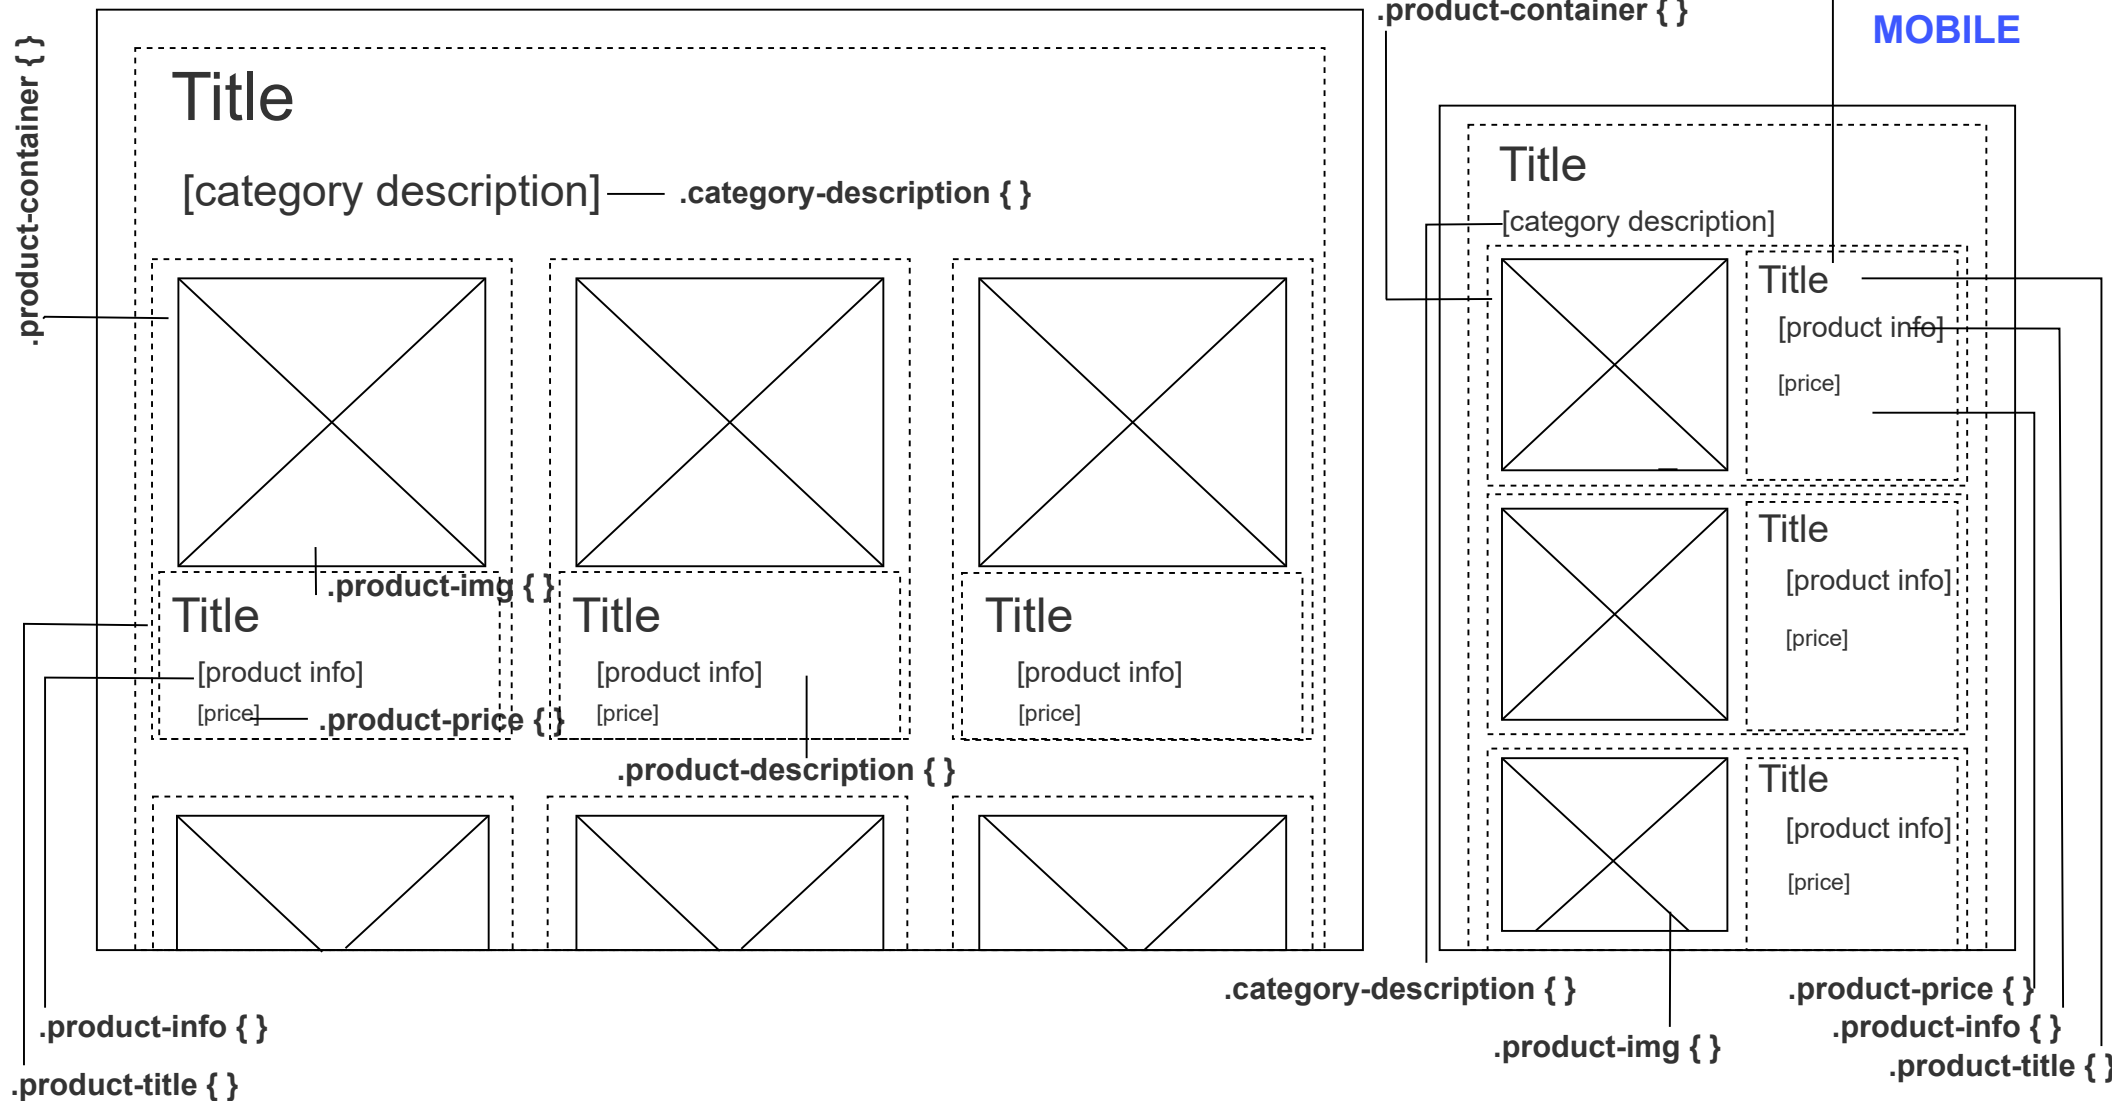 .product-container { }
Title
[category description]
.category-description { }
.product-img { }
Title
[product info]
[price]
.product-price { }
Title
[product info]
[price]
Title
[product info]
[price]
.product-description { }
.product-info { }
.product-title { }
.product-container { }
MOBILE
Title
[category description]
Title
[product info]
[price]
Title
[product info]
[price]
Title
[product info]
[price]
.category-description { }
.product-img { }
.product-price { }
.product-info { }
.product-title { }